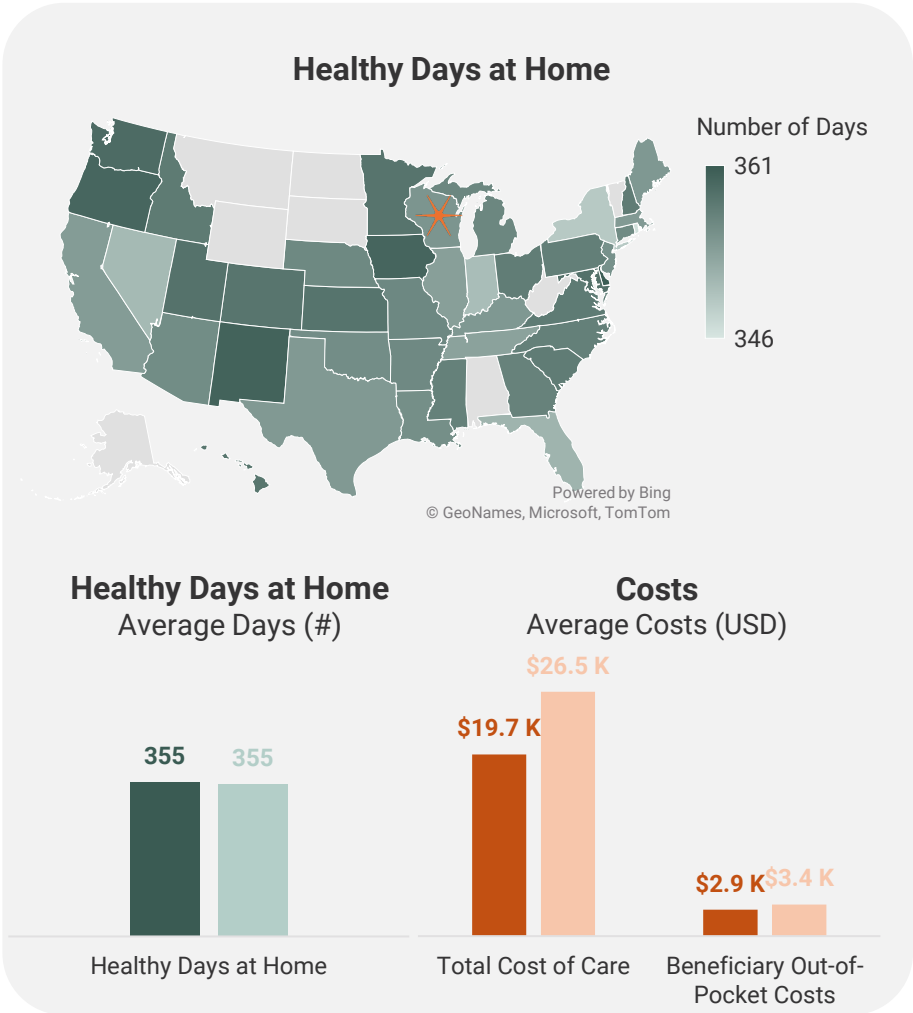 Healthy Days at Home
Number of Days
361
346
Powered by Bing
© GeoNames, Microsoft, TomTom
Healthy Days at Home
Average Days (#)
355
355
Healthy Days at Home
Costs
Average Costs (USD)
$26.5 K
$19.7 K
$2.9 K
$3.4 K
Total Cost of Care
Beneficiary Out-of-
Pocket Costs